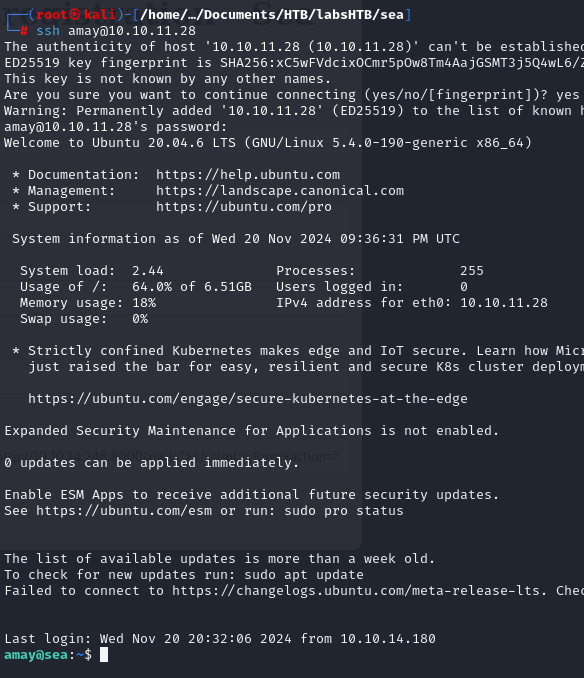 (root㉿kali)-[/home/…/Documents/HTB/labsHTB/sea]
# ssh amay@10.10.11.28
The authenticity of host '10.10.11.28 (10.10.11.28)' can't be established
ED25519 key fingerprint is
This key is not known by any other names.
Are you sure you want to continue connecting (yes/no/[fingerprint])? yes
Warning: Permanently added '10.10.11.28' (ED25519) to the list of known
amay@10.10.11.28's password:
Welcome to Ubuntu 20.04.6 LTS (GNU/Linux 5.4.0-190-generic x86_64)
* Documentation: https://help.ubuntu.com
* Management: https://landscape.canonical.com
* Support: https://ubuntu.com/pro
System information as of Wed 20 Nov 2024 09:36:31 PM UTC
System load: 2.44 Processes: 255
Usage of /: 64.0% of 6.51GB Users logged in: 0
Memory usage: 18% IPv4 address for eth0: 10.10.11.28
Swap usage: 0%
* Strictly confined Kubernetes makes edge and IoT secure. Learn how Mic
just raised the bar for easy, resilient and secure K8s cluster deploym
https://ubuntu.com/engage/secure-kubernetes-at-the-edge
Expanded Security Maintenance for Applications is not enabled.
0 updates can be applied immediately.
Enable ESM Apps to receive additional future security updates.
See https://ubuntu.com/esm or run: sudo pro status
The list of available updates is more than a week old.
To check for new updates run: sudo apt update
Failed to connect to https://changelogs.ubuntu.com/meta-release-lts. Chec
Last login: Wed Nov 20 20:32:06 2024 from 10.10.14.180
amay@sea:~$